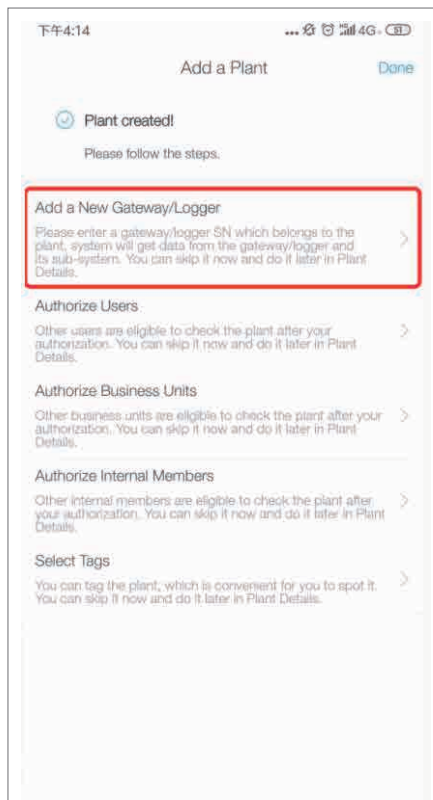 下午4:14
... 4G
Add a Plant
Done
Plant created!
Please follow the steps.
Add a New Gateway/Logger
Please enter a gateway/logger SN which belongs to the
plant, system will get data from the gateway/logger and
its sub-system. You can skip it now and do it later in Plant
Details.
Authorize Users
Other users are eligible to check the plant after your
authorization. You can skip it now and do it later in Plant
Details.
Authorize Business Units
Other business units are eligible to check the plant after your
authorization. You can skip it now and do it later in Plant
Details.
Authorize Internal Members
Other internal members are eligible to check the plant after
your authorization. You can skip it now and do it later in Plant
Details.
Select Tags
You can tag the plant, which is convenient for you to spot it.
You can skip it now and do it later in Plant Details.